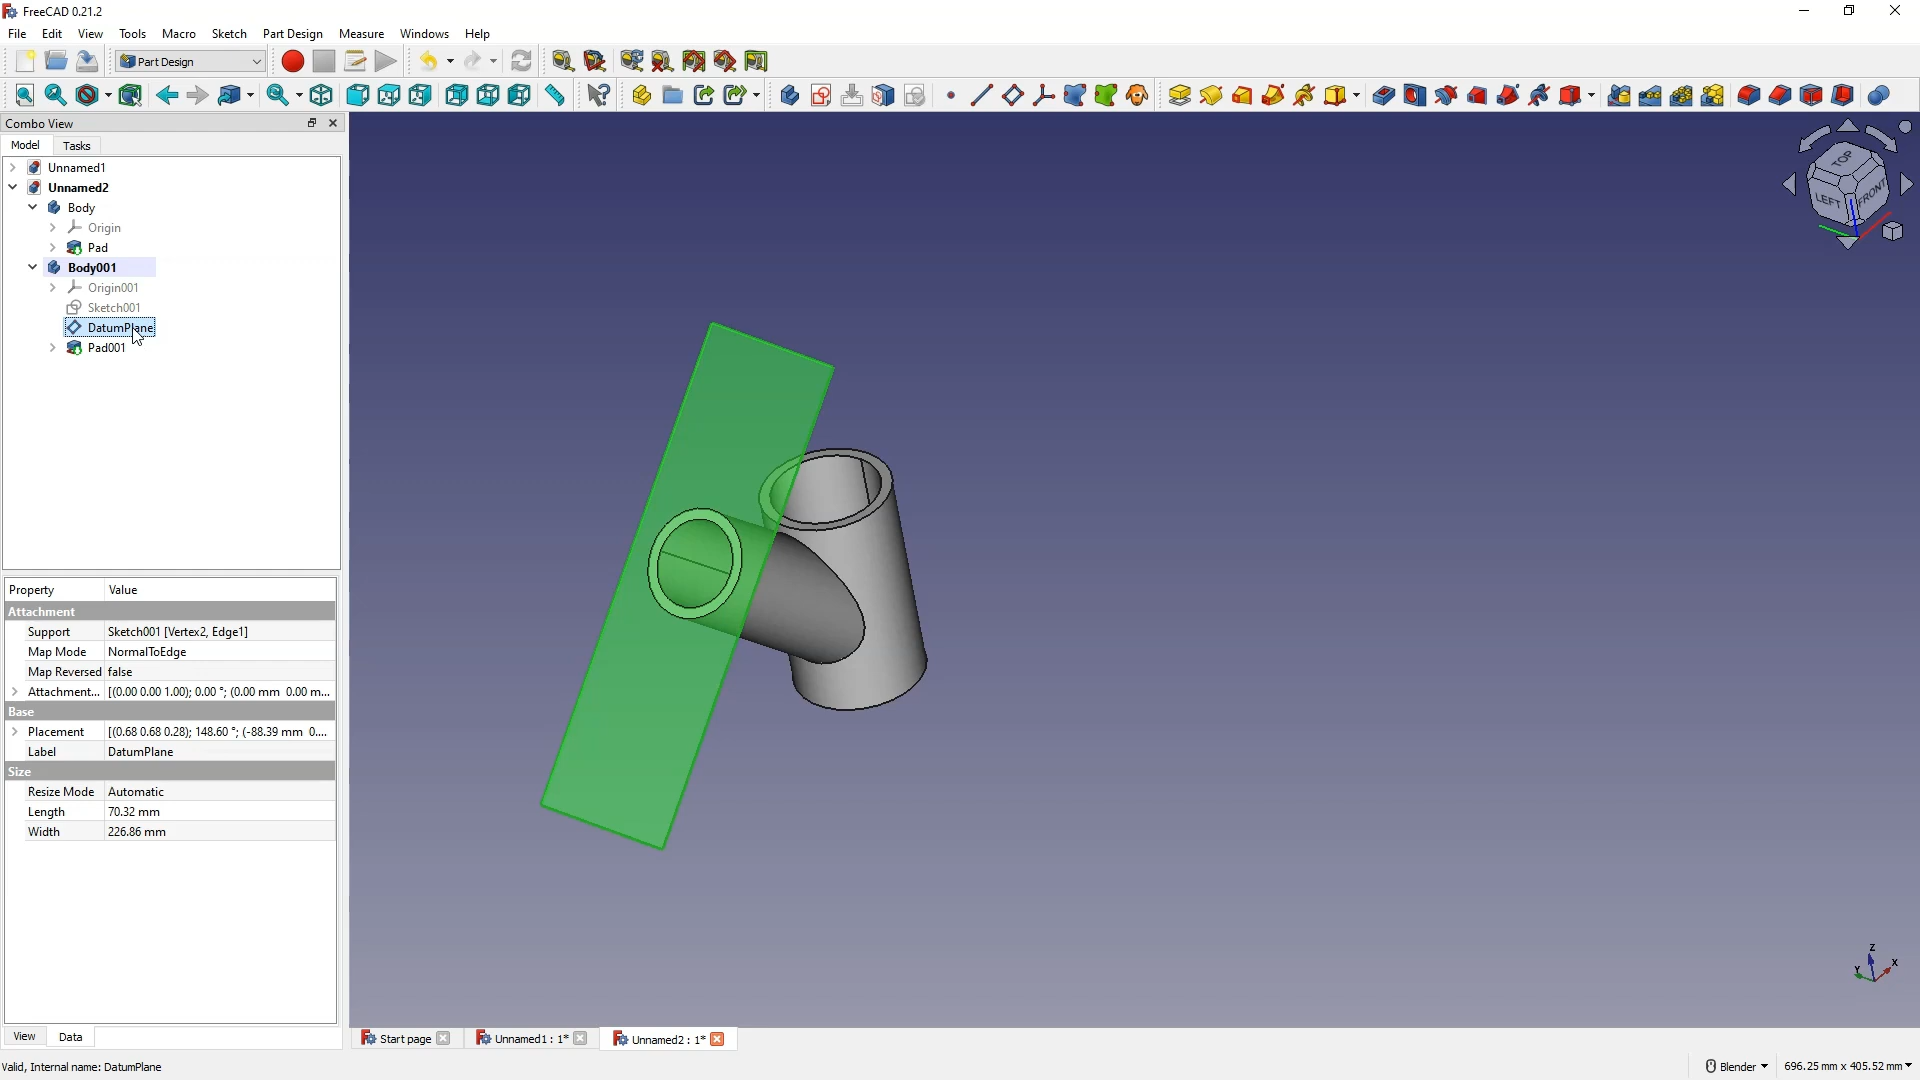 FreeCAD 0.21.2
File Edit View Tools Macro Sketch Part Design Measure Windows Help
Part Design
Combo View
Model Tasks
Unnamed1
Unnamed2
Body
Origin
Pad
Body001
Origin001
Sketch001
DatumPlane
Pad001
Property Value
Attachment
Support Sketch001 [Vertex2, Edge1]
Map Mode NormalToEdge
Map Reversed false
Attachment... [(0.00 0.00 1.00); 0.00 °; (0.00 mm 0.00 m...
Base
Placement [(0.68 0.68 0.28); 148.60 °; (-88.39 mm 0....
Label DatumPlane
Size
Resize Mode Automatic
Length 70.32 mm
Width 226.86 mm
View Data
TOP
LEFT FRONT
Z
Y X
Start page Unnamed1 : 1* Unnamed2 : 1*
Valid, Internal name: DatumPlane
Blender 696.25 mm x 405.52 mm